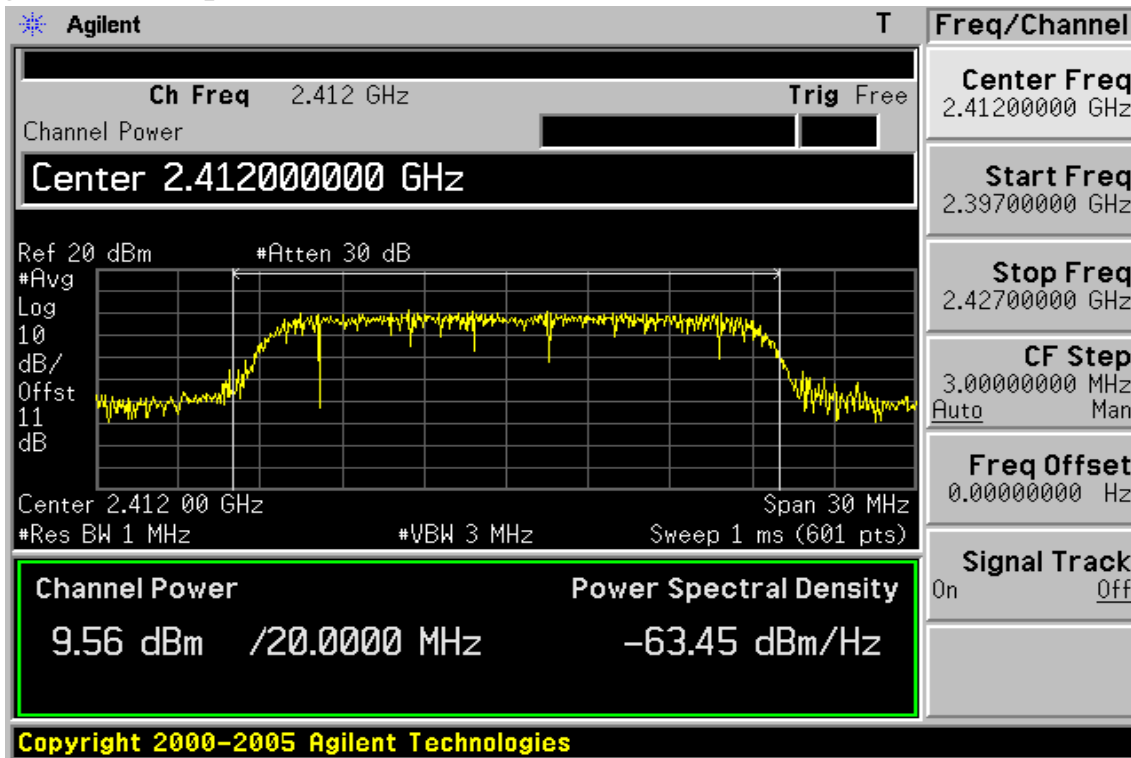 Agilent T Freq/Channel
Ch Freq 2.412 GHz Trig Free
Channel Power
Center 2.412000000 GHz
Ref 20 dBm #Atten 30 dB
#Avg
Log
10
dB/
Offst
11
dB
Center 2.412 00 GHz Span 30 MHz
#Res BW 1 MHz #VBW 3 MHz Sweep 1 ms (601 pts)
Channel Power Power Spectral Density
9.56 dBm /20.0000 MHz -63.45 dBm/Hz
Center Freq
2.41200000 GHz
Start Freq
2.39700000 GHz
Stop Freq
2.42700000 GHz
CF Step
3.00000000 MHz
Auto Man
Freq Offset
0.00000000 Hz
Signal Track
On Off
Copyright 2000-2005 Agilent Technologies